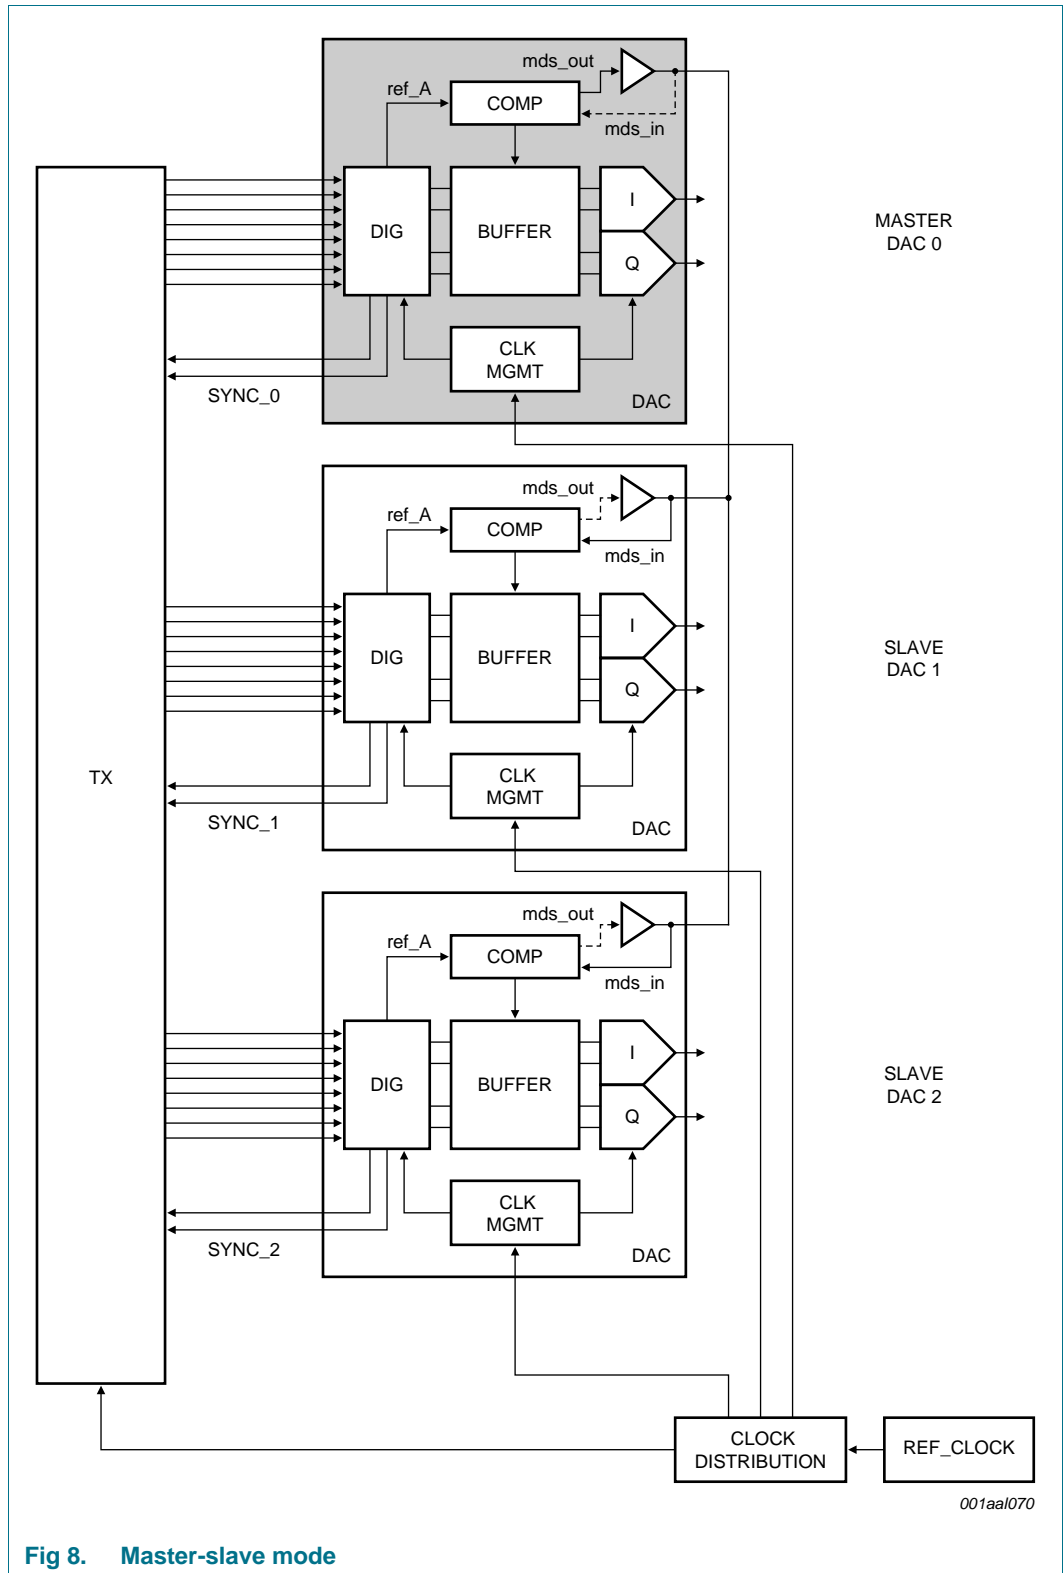 mds_out
ref_A
COMP
mds_in
DIG
BUFFER
I
Q
MASTER
DAC 0
CLK
MGMT
SYNC_0
DAC
mds_out
ref_A
COMP
mds_in
DIG
BUFFER
I
Q
SLAVE
DAC 1
TX
CLK
MGMT
SYNC_1
DAC
mds_out
ref_A
COMP
mds_in
DIG
BUFFER
I
Q
SLAVE
DAC 2
CLK
MGMT
SYNC_2
DAC
CLOCK
DISTRIBUTION
REF_CLOCK
001aal070
Fig 8. Master-slave mode